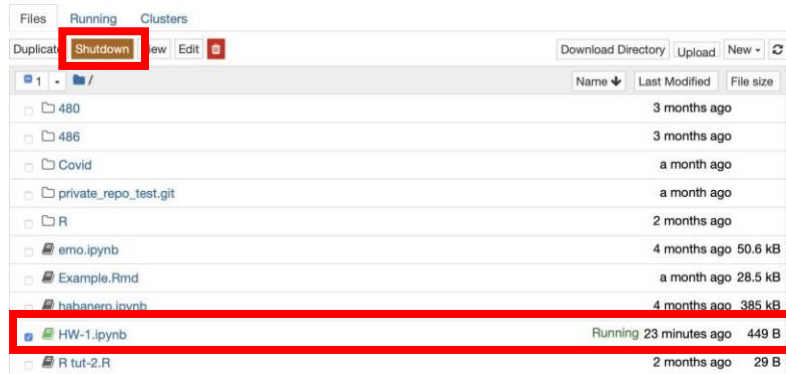 Files Running Clusters
Duplicate Shutdown View Edit Download Directory Upload New
1 / Name Last Modified File size
480 3 months ago
486 3 months ago
Covid a month ago
private_repo_test.git a month ago
R 2 months ago
emo.ipynb 4 months ago 50.6 kB
Example.Rmd a month ago 28.5 kB
habanero.ipynb 4 months ago 385 kB
HW-1.ipynb Running 23 minutes ago 449 B
R tut-2.R 2 months ago 29 B